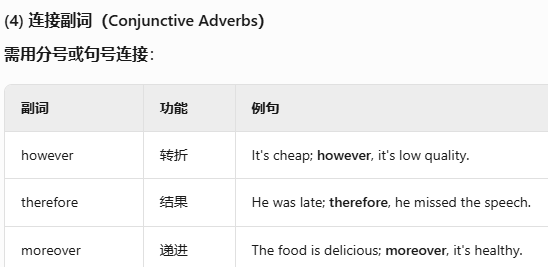 (4) 连接副词（Conjunctive Adverbs）
需用分号或句号连接：
副词 功能 例句
however 转折 It's cheap; however, it's low quality.
therefore 结果 He was late; therefore, he missed the speech.
moreover 递进 The food is delicious; moreover, it's healthy.